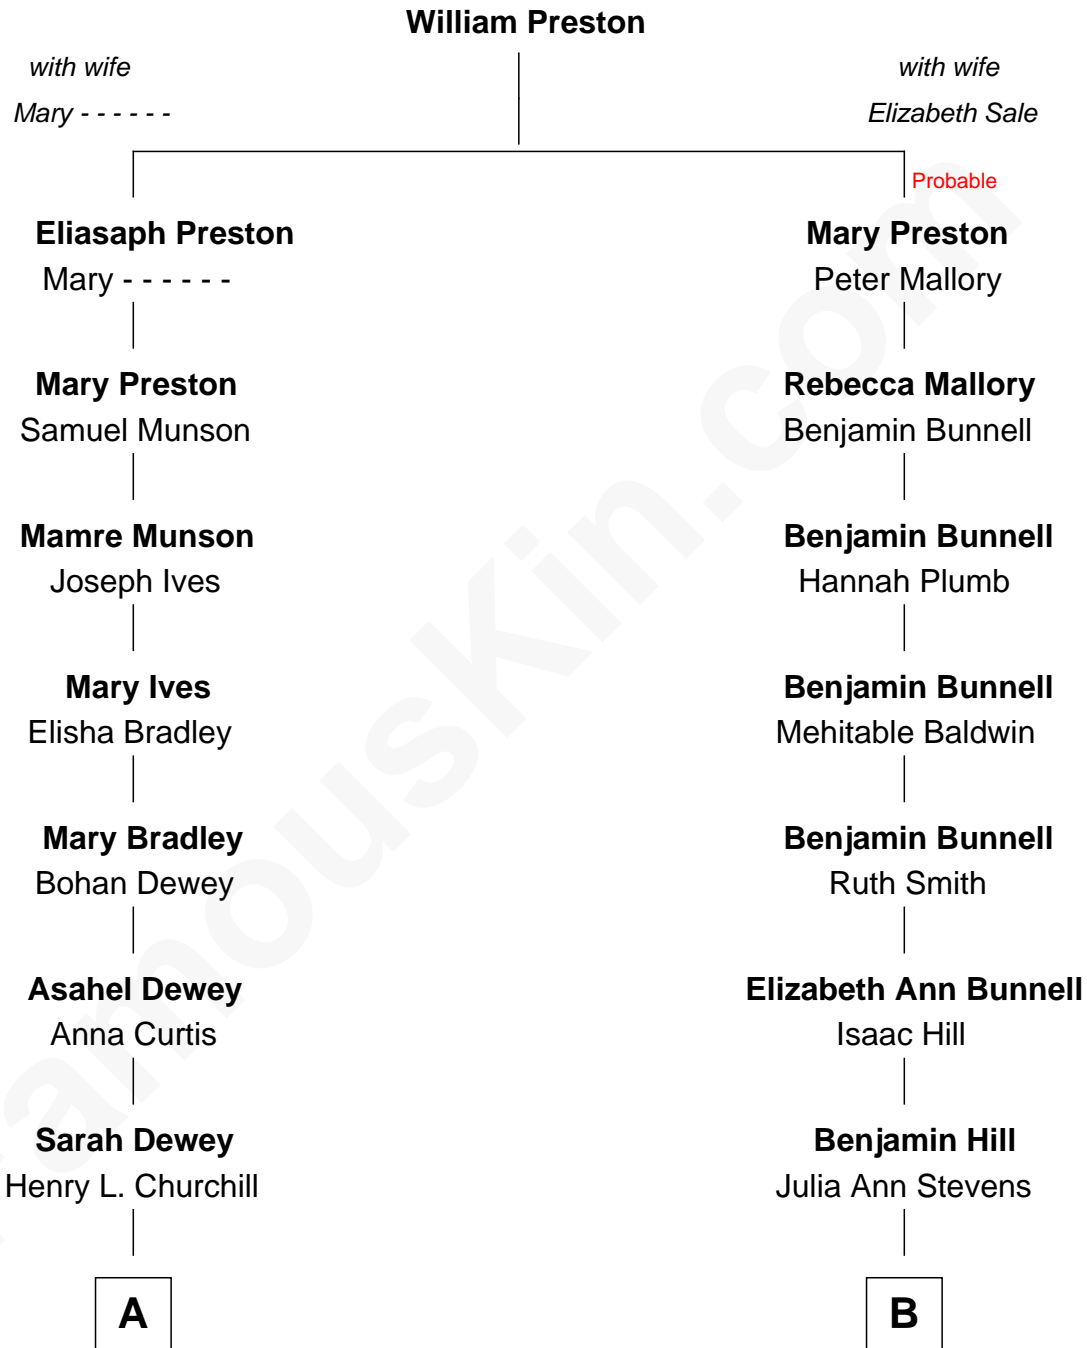 William Preston
with wife
Mary - - - - - -
with wife
Elizabeth Sale
Probable
Eliasaph Preston
Mary - - - - - -
Mary Preston
Peter Mallory
Mary Preston
Samuel Munson
Rebecca Mallory
Benjamin Bunnell
Mamre Munson
Joseph Ives
Benjamin Bunnell
Hannah Plumb
Mary Ives
Elisha Bradley
Benjamin Bunnell
Mehitable Baldwin
Mary Bradley
Bohan Dewey
Benjamin Bunnell
Ruth Smith
Asahel Dewey
Anna Curtis
Elizabeth Ann Bunnell
Isaac Hill
Sarah Dewey
Henry L. Churchill
Benjamin Hill
Julia Ann Stevens
A
B
FamousKin.com